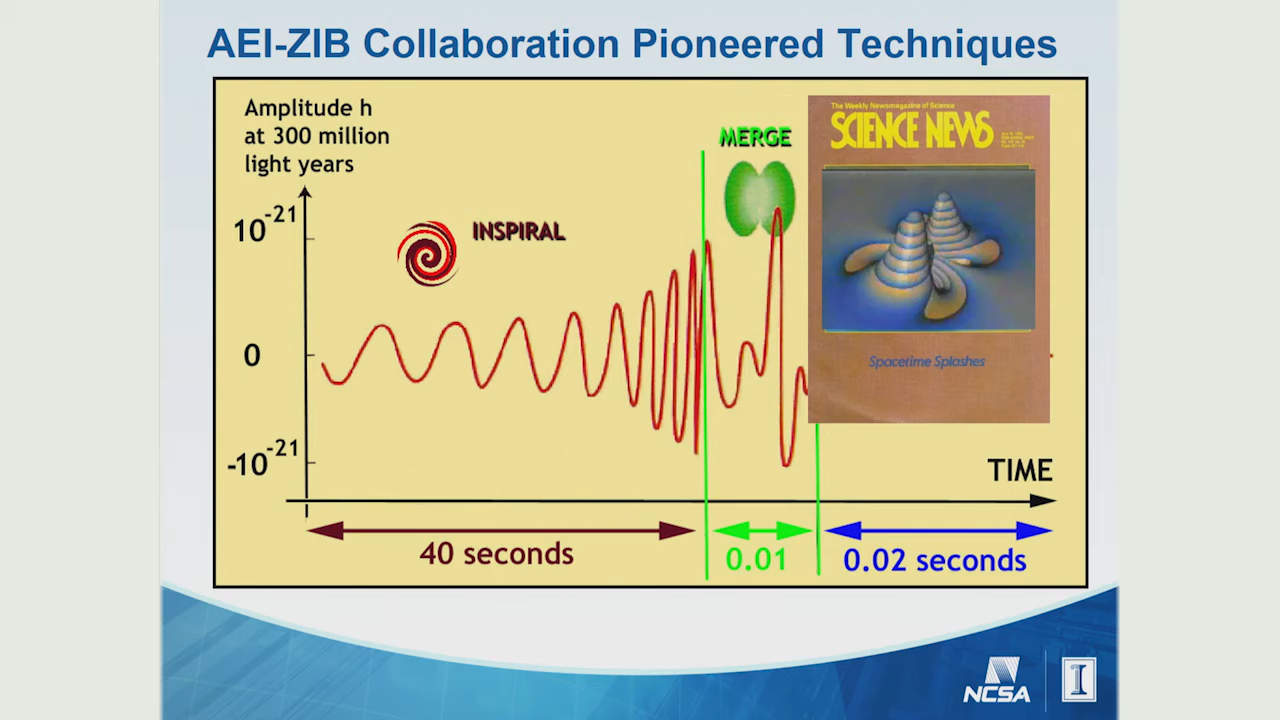 AEI-ZIB Collaboration Pioneered Techniques
Amplitude h
at 300 million
light years
10-21
0
-10-21
INSPIRAL
MERGE
The Weekly Newsmagazine of Science
SCIENCE NEWS
Spacetime Splashes
TIME
40 seconds
0.01
0.02 seconds
NCSA
I